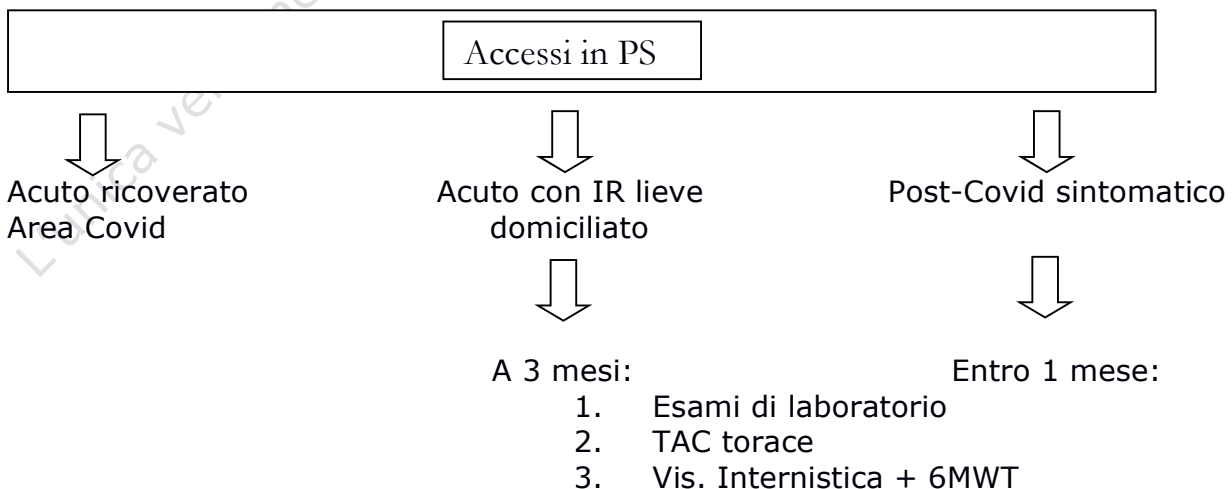 Accessi in PS
Acuto ricoverato
Area Covid
Acuto con IR lieve
domiciliato
Post-Covid sintomatico
A 3 mesi:
Entro 1 mese:
1. Esami di laboratorio
2. TAC torace
3. Vis. Internistica + 6MWT
L'unica